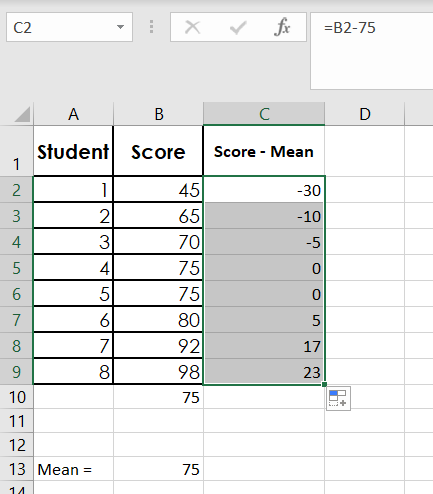 C2 fx =B2-75
A B C D
1 Student Score Score - Mean
2 1 45 -30
3 2 65 -10
4 3 70 -5
5 4 75 0
6 5 75 0
7 6 80 5
8 7 92 17
9 8 98 23
10 75
11
12
13 Mean = 75
14